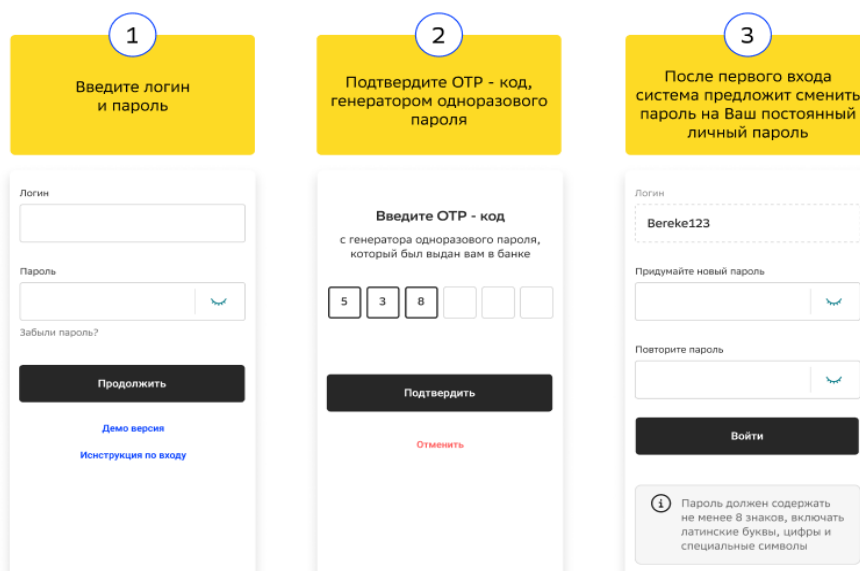 1
Введите логин
и пароль
Логин
Пароль
Забыли пароль?
Продолжить
Демо версия
Иснструкция по входу
2
Подтвердите ОТР - код,
генератором одноразового
пароля
Введите ОТР - код
с генератора одноразового пароля,
который был выдан вам в банке
5 3 8
Подтвердить
Отменить
3
После первого входа
система предложит сменить
пароль на Ваш постоянный
личный пароль
Логин
Bereke123
Придумайте новый пароль
Повторите пароль
Войти
Пароль должен содержать
не менее 8 знаков, включать
латинские буквы, цифры и
специальные символы